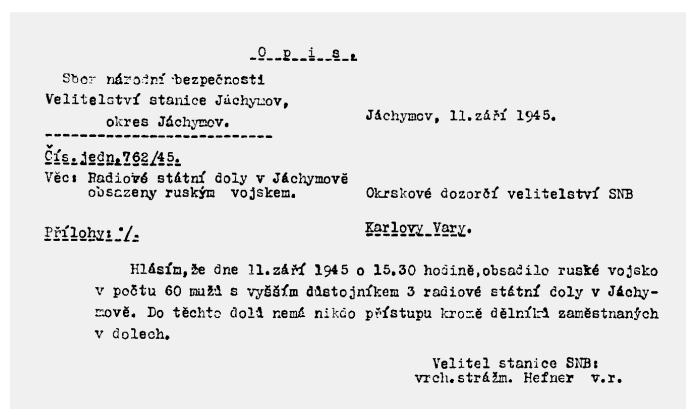 O p i s.
Sbor národní bezpečnosti
Velitelství stanice Jáchymov,
okres Jáchymov.
Jáchymov, 11.září 1945.
Čís.jedn.762/45.
Věc: Radiové státní doly v Jáchymově
obsazeny ruským vojskem.
Okrskové dozorčí velitelství SNB
Přílohy: ·/.
Karlovy Vary.
Hlásím,že dne 11.září 1945 o 15.30 hodině,obsadilo ruské vojsko
v počtu 60 mužů s vyšším důstojníkem 3 radiové státní doly v Jáchy-
mově. Do těchto dolů nemá nikdo přístupu kromě dělníků zaměstnaných
v dolech.
Velitel stanice SNB:
vrch.strážm. Hefner v.r.